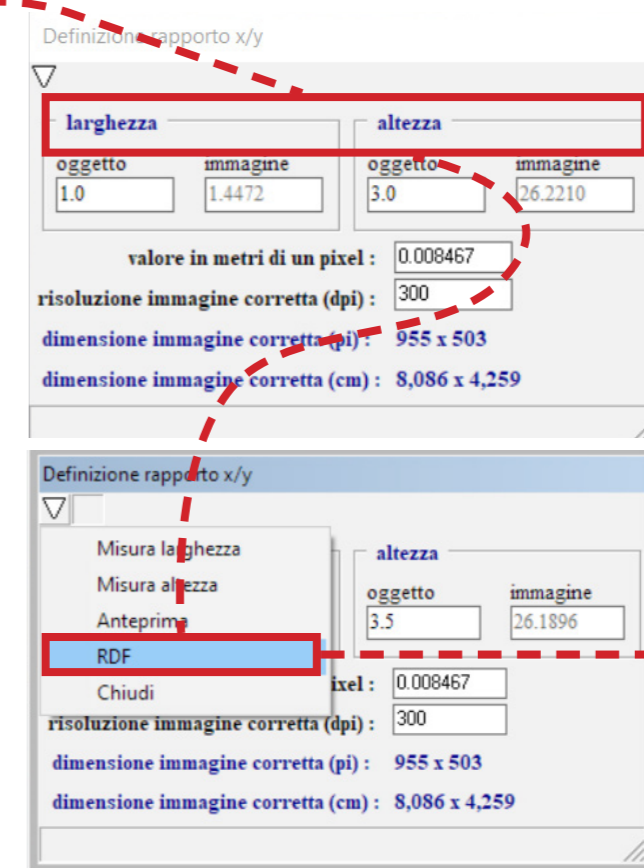 Definizione rapporto x/y
larghezza altezza
oggetto immagine oggetto immagine
1.0 1.4472 3.0 26.2210
valore in metri di un pixel : 0.008467
risoluzione immagine corretta (dpi) : 300
dimensione immagine corretta (pi) : 955 x 503
dimensione immagine corretta (cm) : 8,086 x 4,259
Definizione rapporto x/y
Misura larghezza
Misura altezza
Anteprima
RDF
Chiudi
altezza
oggetto immagine
3.5 26.1896
ixel : 0.008467
risoluzione immagine corretta (dpi) : 300
dimensione immagine corretta (pi) : 955 x 503
dimensione immagine corretta (cm) : 8,086 x 4,259